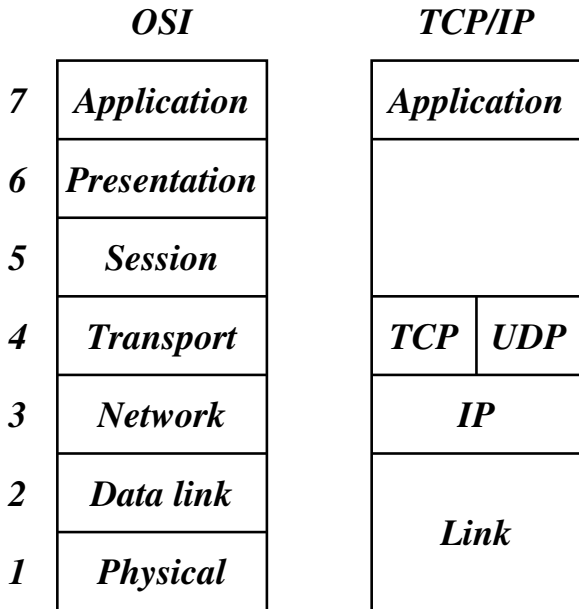 OSI TCP/IP
7 Application Application
6 Presentation
5 Session
4 Transport TCP UDP
3 Network IP
2 Data link
Link
1 Physical